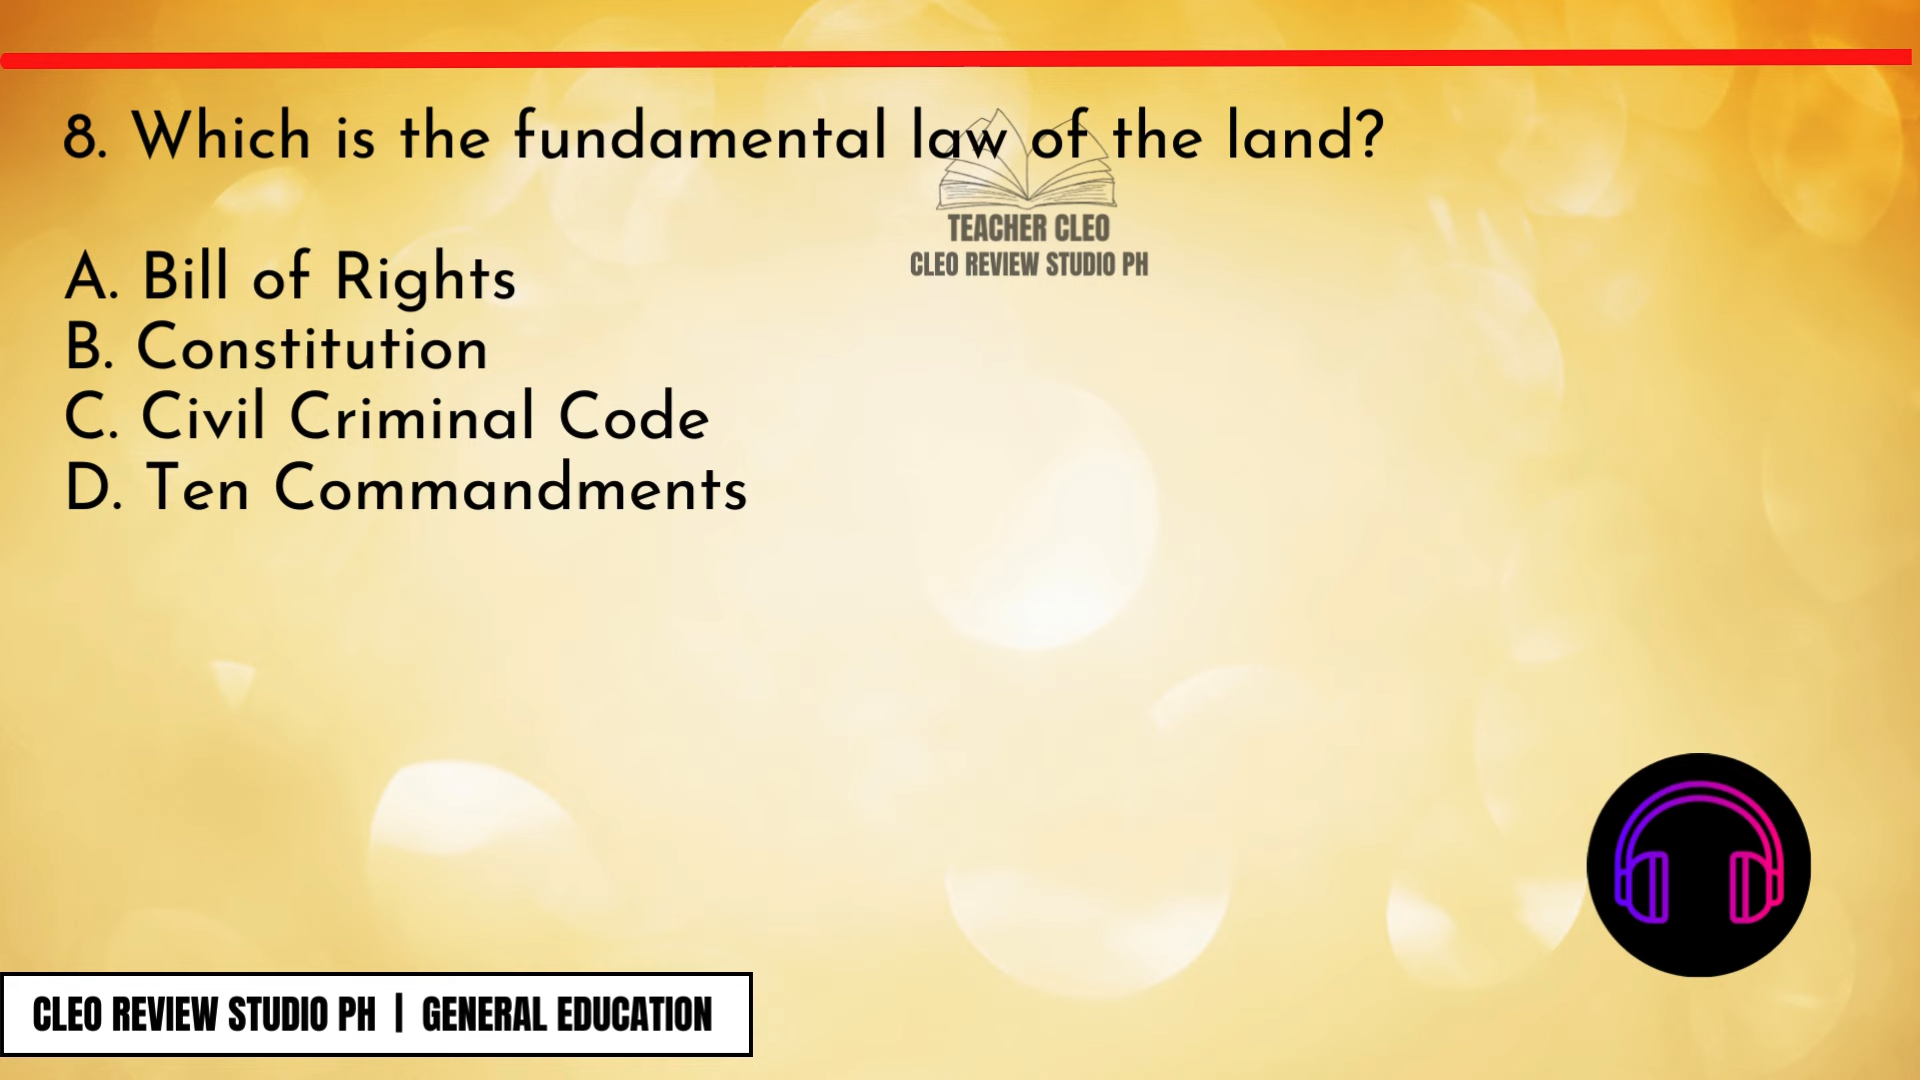 8. Which is the fundamental law of the land?
TEACHER CLEO
CLEO REVIEW STUDIO PH
A. Bill of Rights
B. Constitution
C. Civil Criminal Code
D. Ten Commandments
CLEO REVIEW STUDIO PH | GENERAL EDUCATION